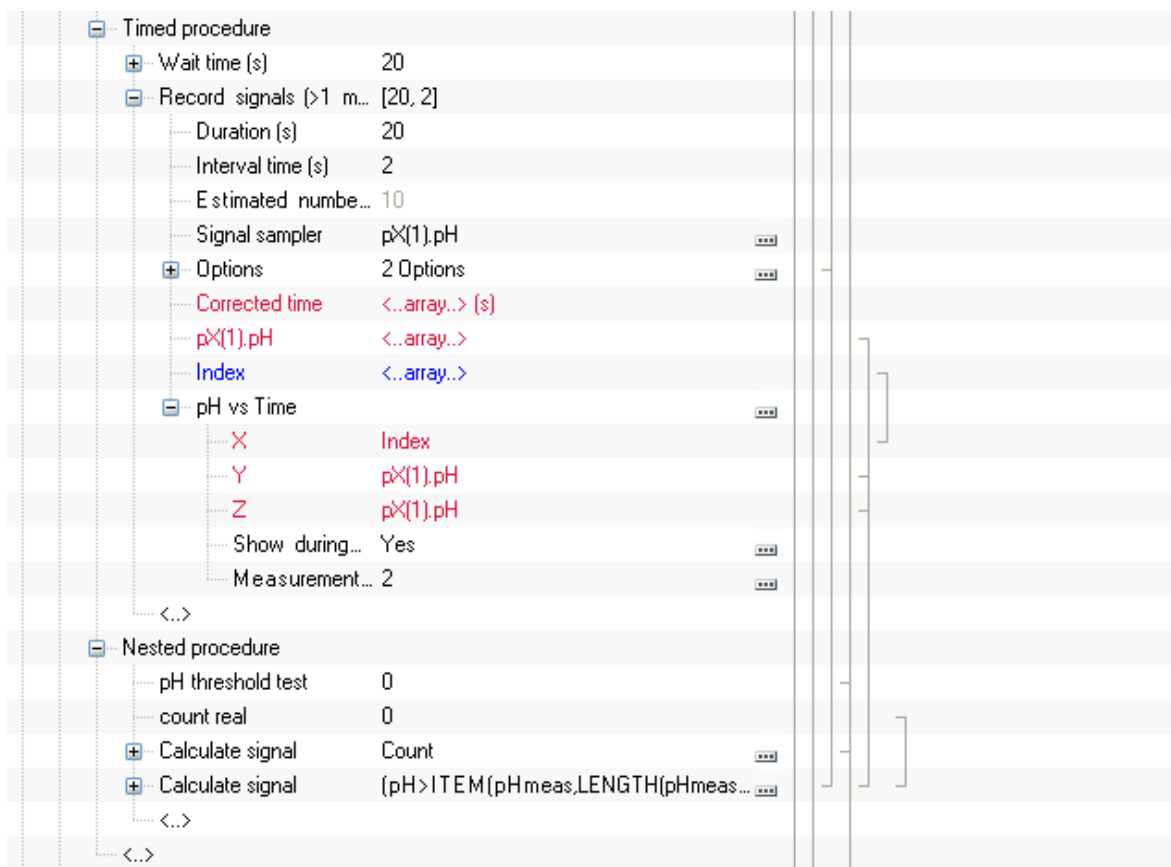 Timed procedure
Wait time (s) 20
Record signals (>1 m... [20, 2]
Duration (s) 20
Interval time (s) 2
Estimated numbe... 10
Signal sampler pX(1).pH
Options 2 Options
Corrected time <..array..> (s)
pX(1).pH <..array..>
Index <..array..>
pH vs Time
X Index
Y pX(1).pH
Z pX(1).pH
Show during... Yes
Measurement... 2
<..>
Nested procedure
pH threshold test 0
count real 0
Calculate signal Count
Calculate signal (pH>ITEM(pHmeas,LENGTH(pHmeas...
<..>
<..>